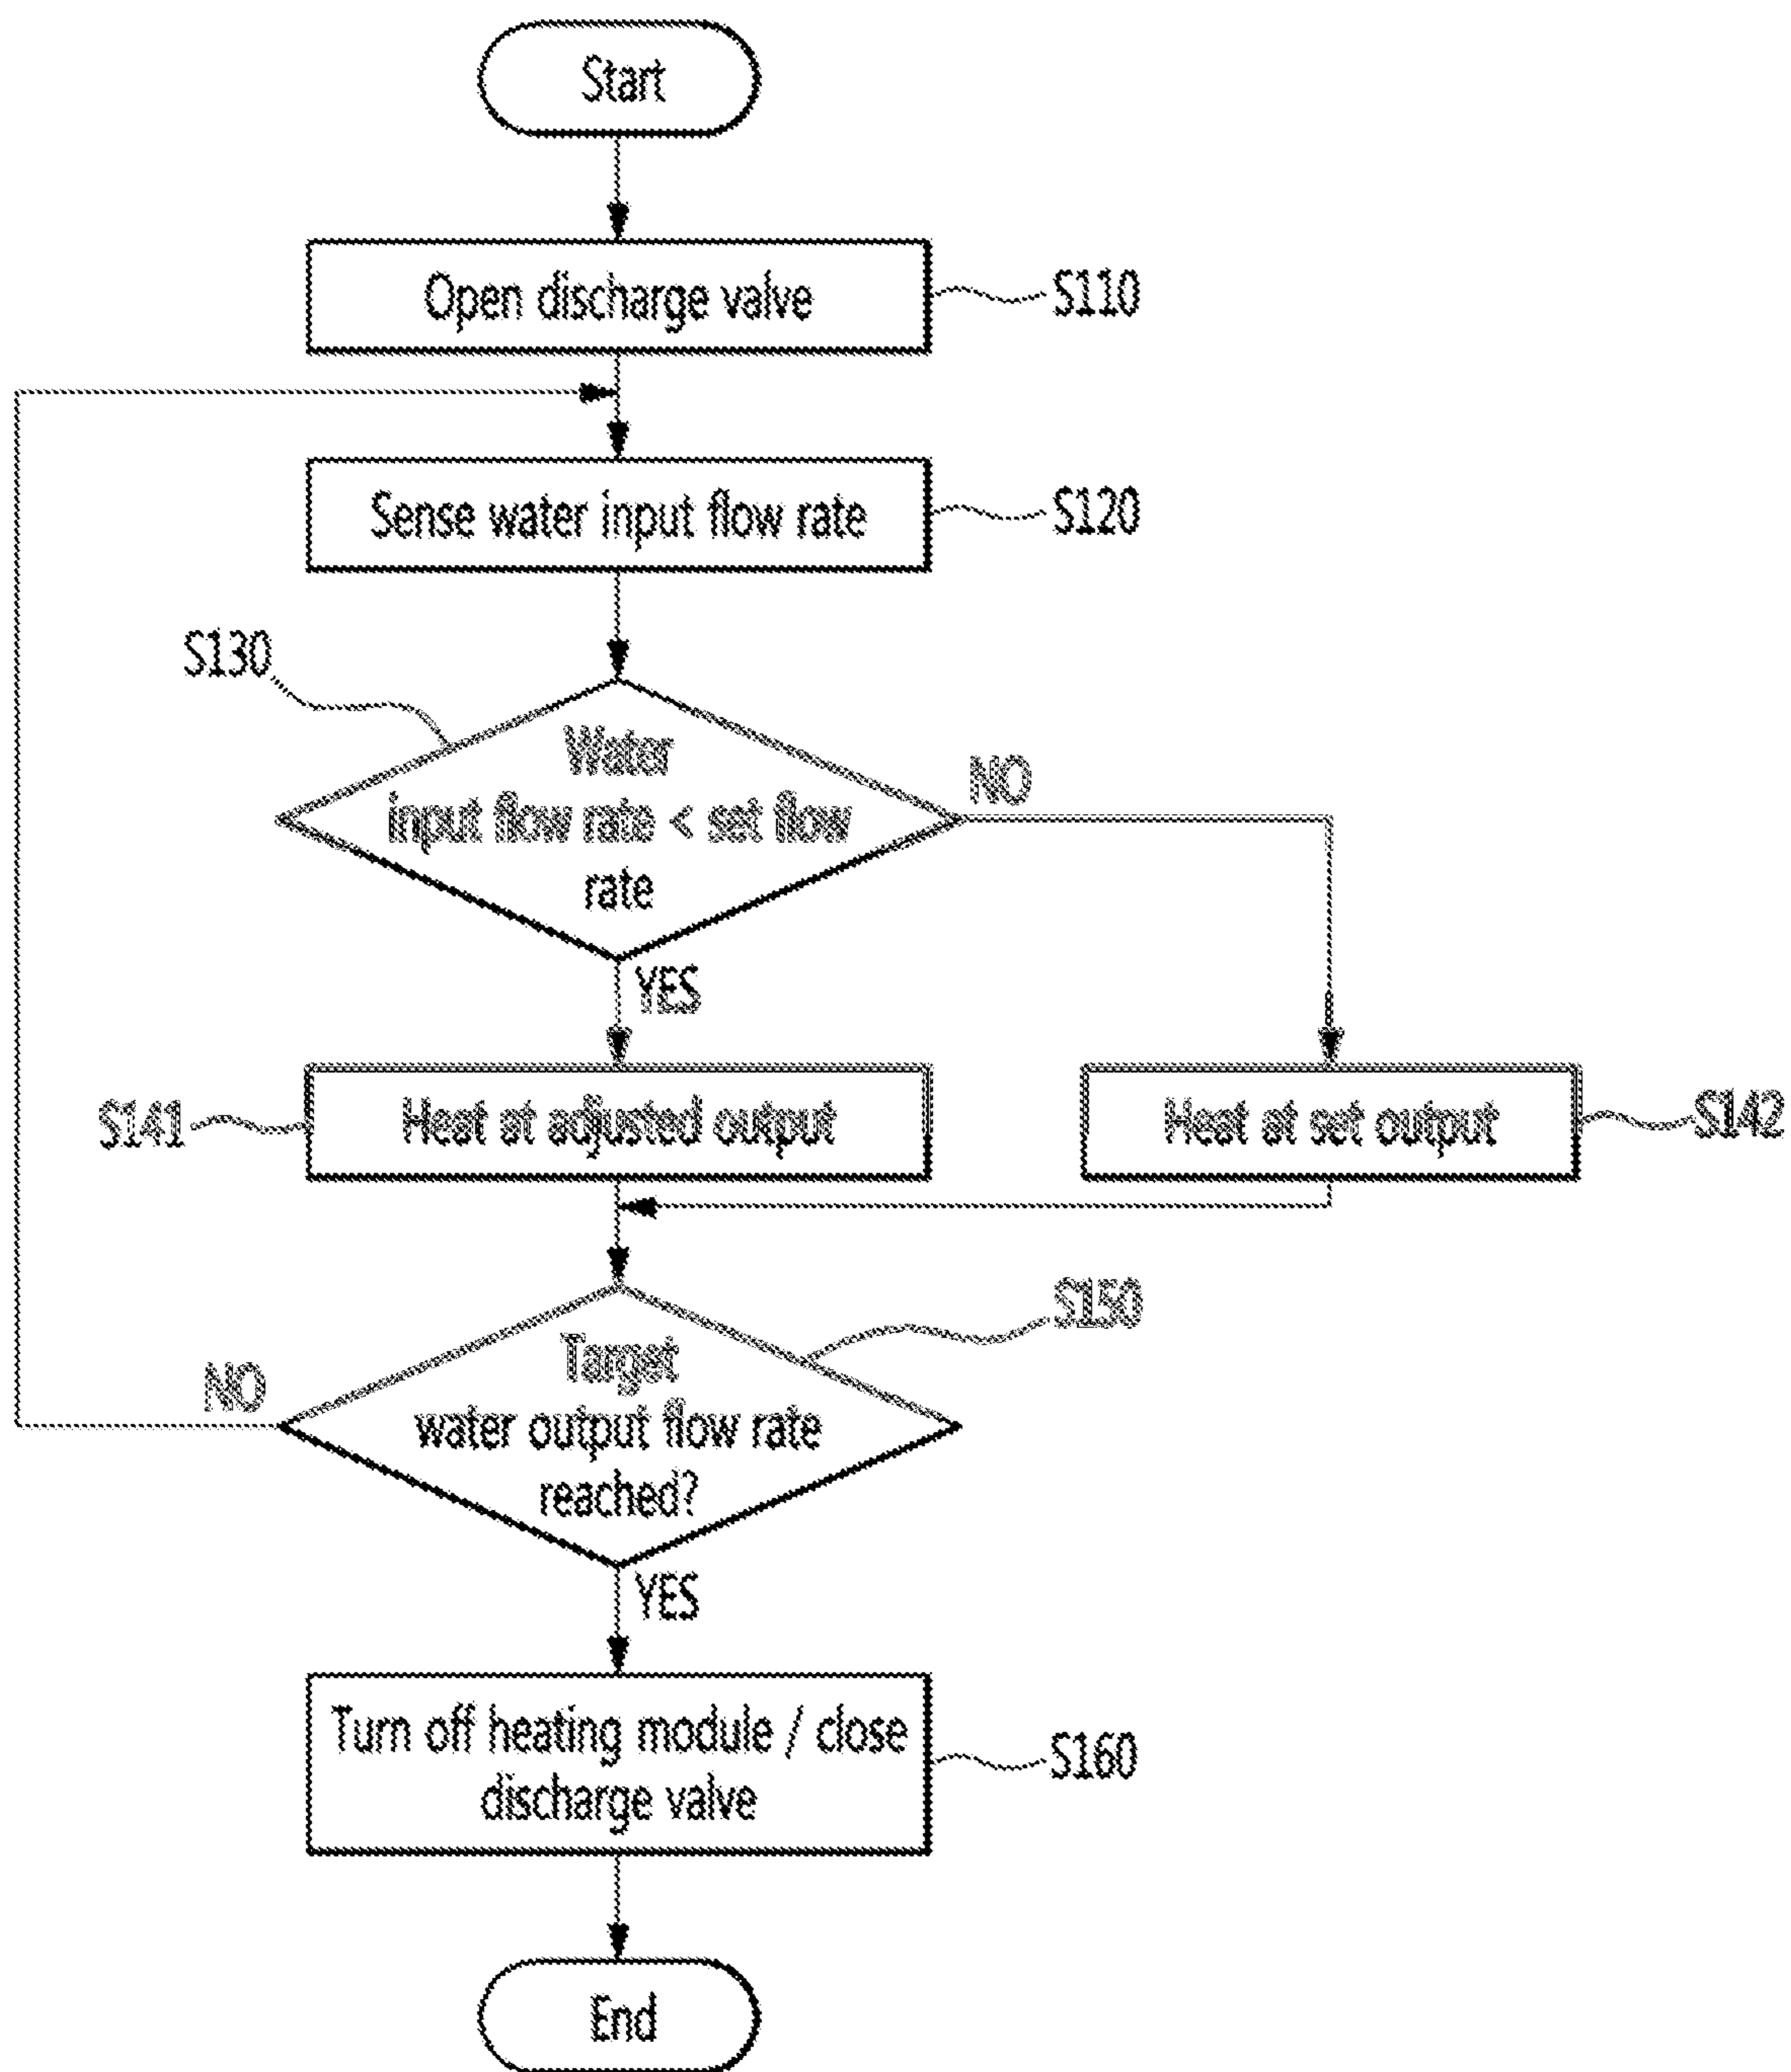 Start
Open discharge valve
S110
Sense water input flow rate
S120
S130
Water
input flow rate < set flow
rate
NO
YES
S141
Heat at adjusted output
Heat at set output
S142
S150
Target
water output flow rate
reached?
NO
YES
Turn off heating module / close
discharge valve
S160
End